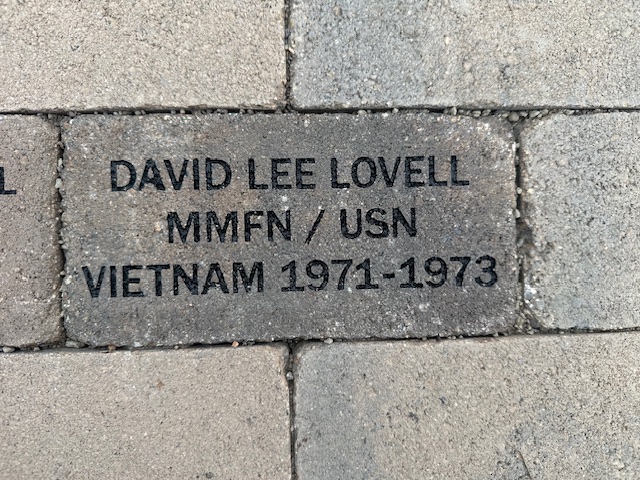 DAVID LEE LOVELL
MMFN / USN
VIETNAM 1971-1973